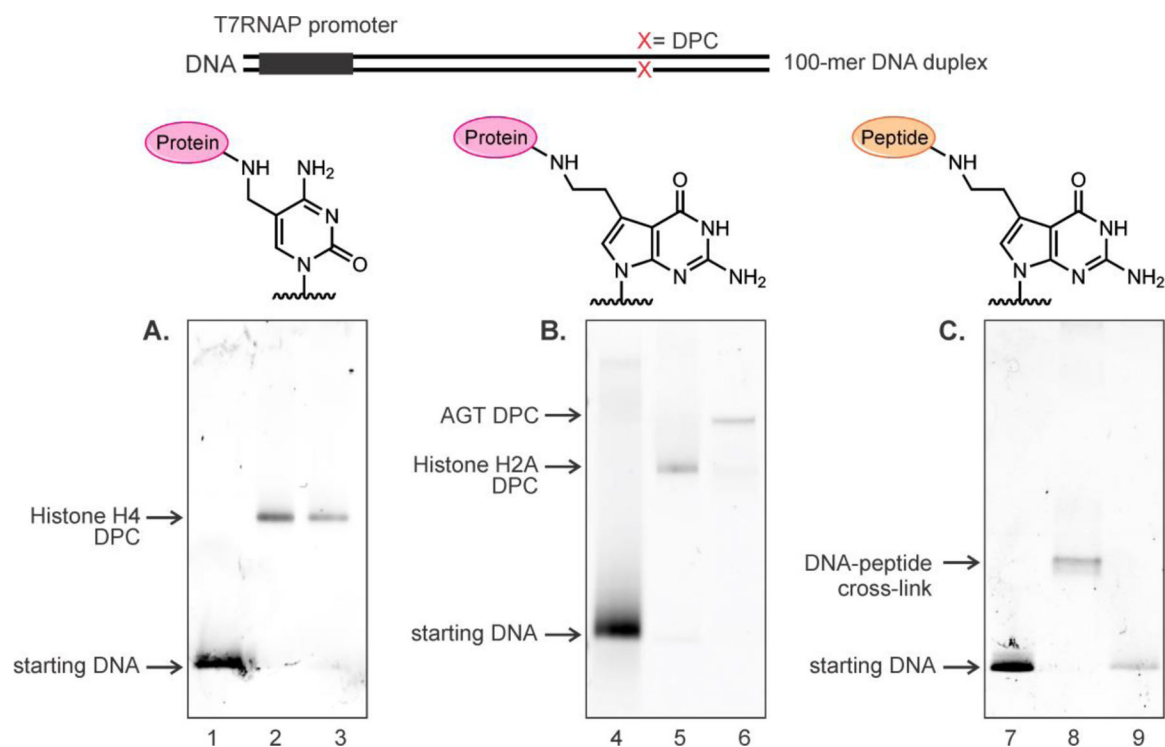 T7RNAP promoter
X= DPC
DNA
X
100-mer DNA duplex
Protein
NH
NH2
N
N
O
Protein
NH
O
NH
N
N
NH2
Peptide
NH
O
NH
N
N
NH2
A.
Histone H4
DPC
starting DNA
1 2 3
B.
AGT DPC
Histone H2A
DPC
starting DNA
4 5 6
C.
DNA-peptide
cross-link
starting DNA
7 8 9